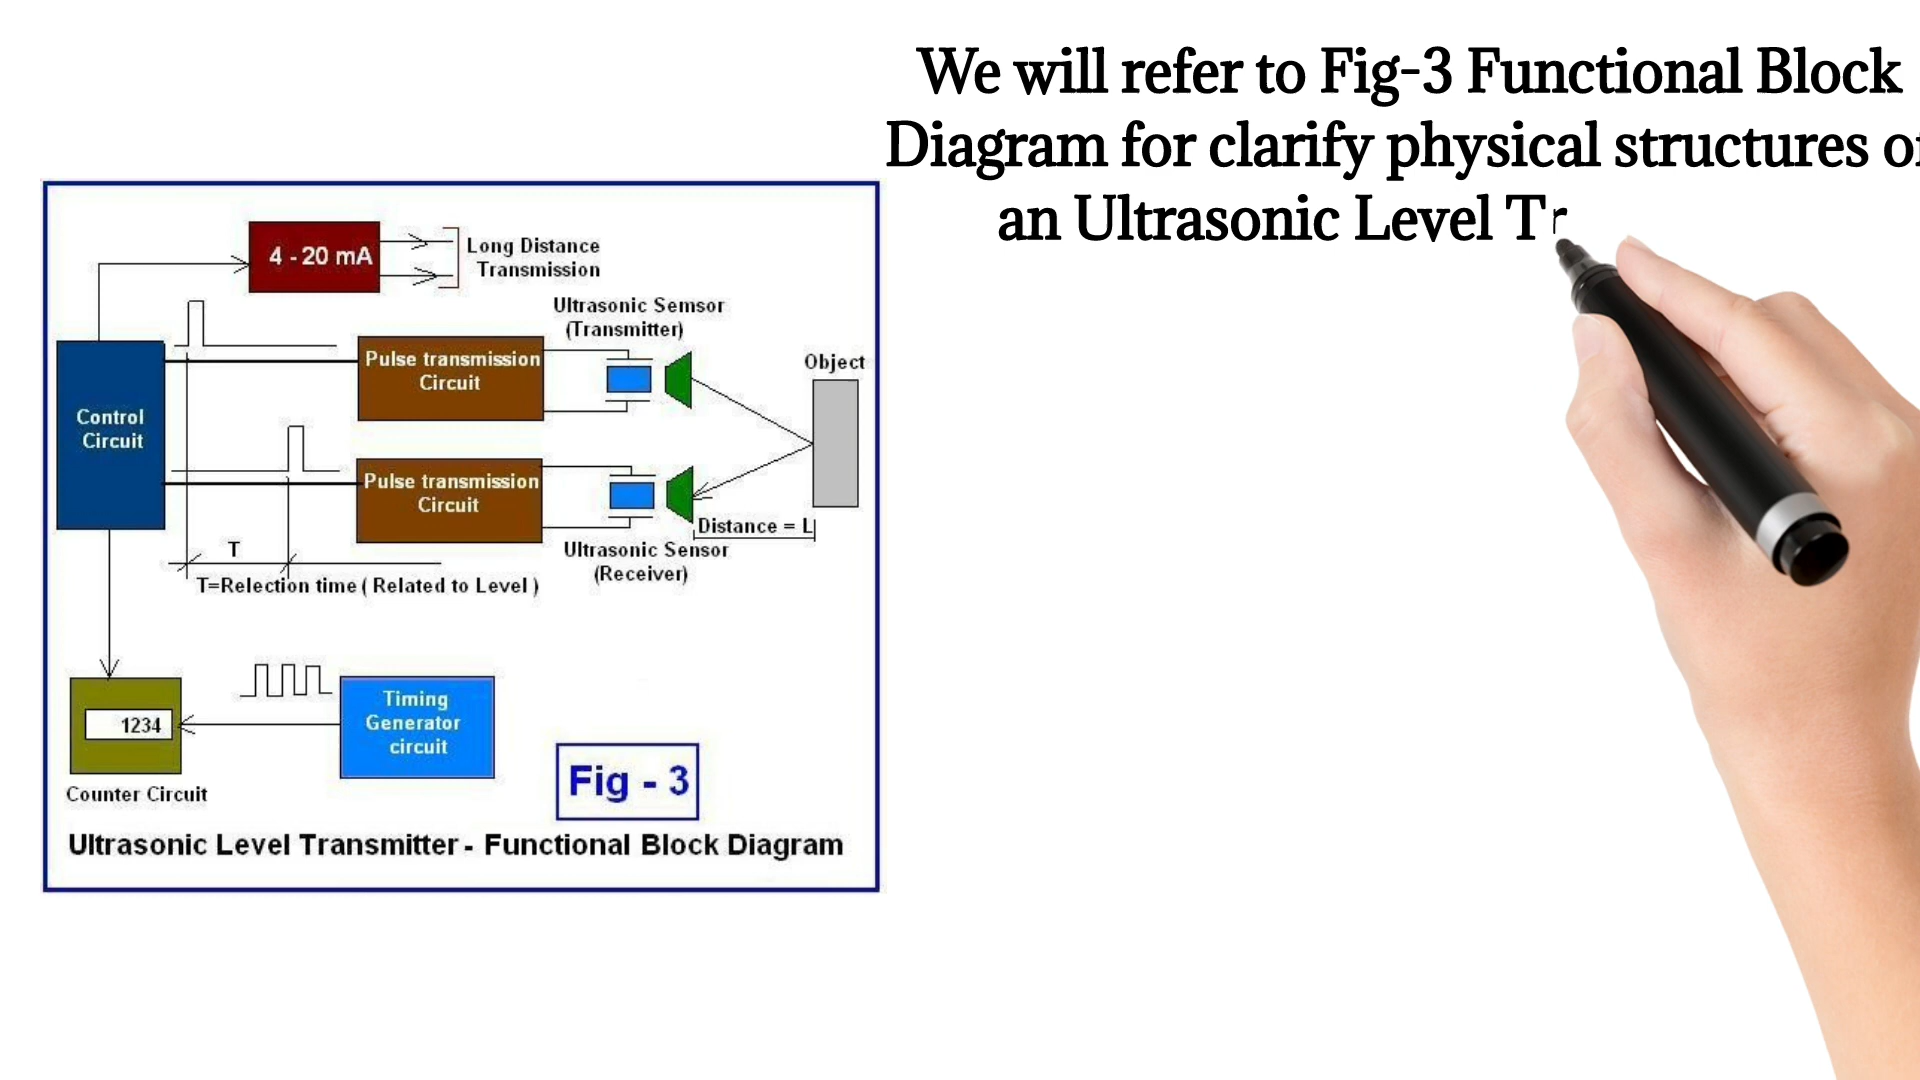 We will refer to Fig-3 Functional Block
Diagram for clarify physical structures of
an Ultrasonic Level Tr
4 - 20 mA
Long Distance
Transmission
Ultrasonic Semsor
(Transmitter)
Pulse transmission
Circuit
Object
Control
Circuit
Pulse transmission
Circuit
Distance = L
T
Ultrasonic Sensor
(Receiver)
T=Relection time ( Related to Level )
1234
Timing
Generator
circuit
Counter Circuit
Fig - 3
Ultrasonic Level Transmitter - Functional Block Diagram